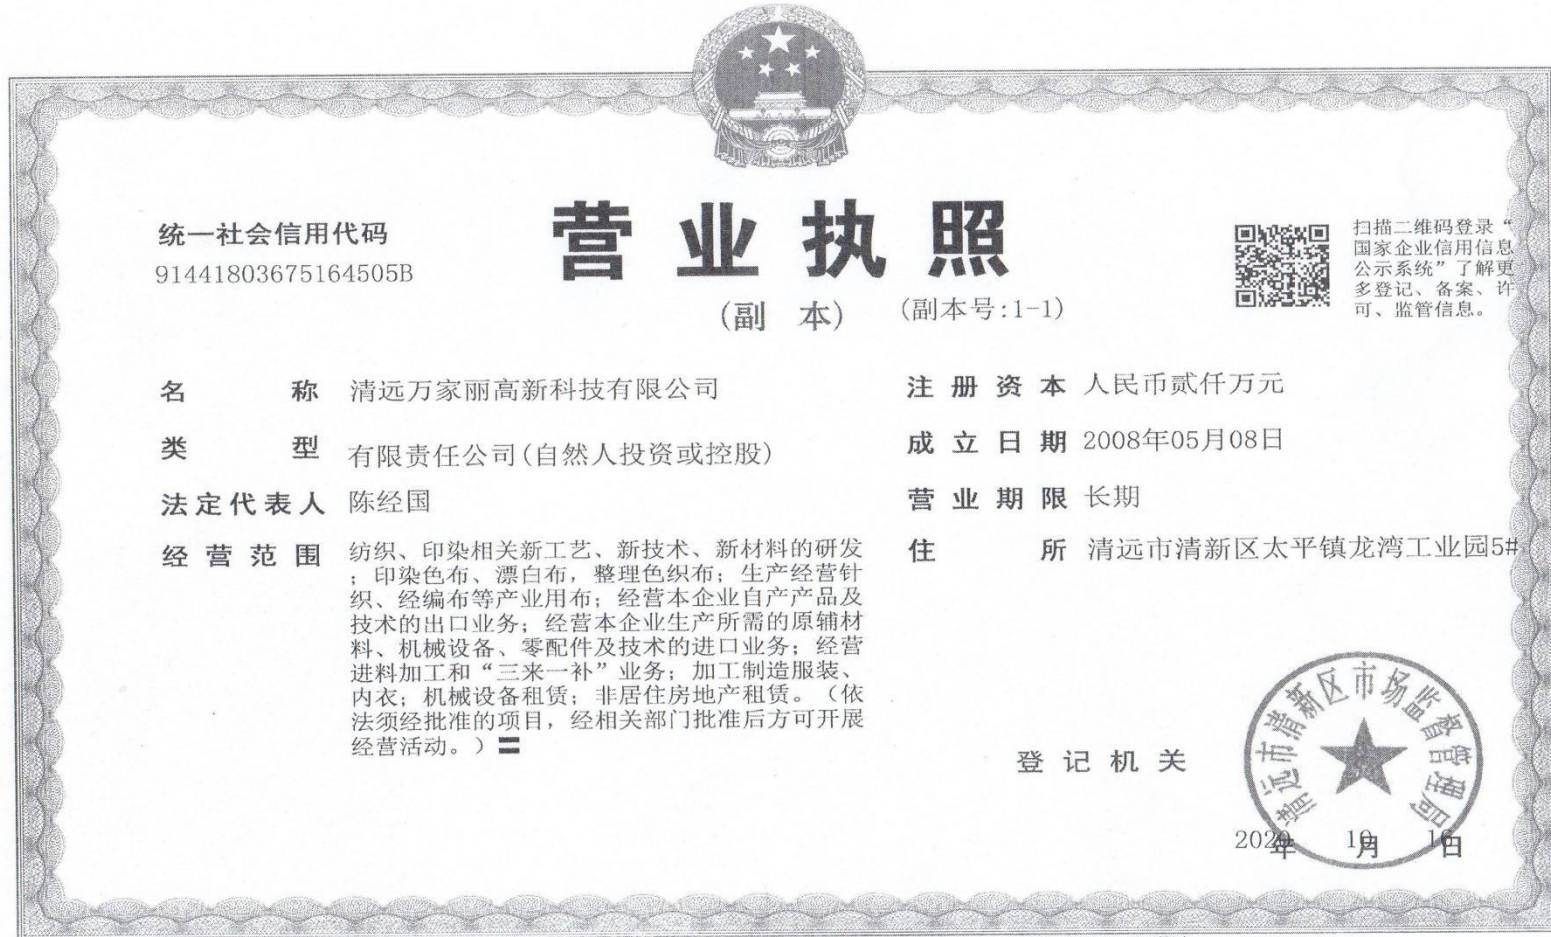 营业执照
(副 本) (副本号:1-1)
统一社会信用代码
91441803675164505B
扫描二维码登录“
国家企业信用信息
公示系统”了解更
多登记、备案、许
可、监管信息。
名 称 清远万家丽高新科技有限公司
类 型 有限责任公司(自然人投资或控股)
法定代表人 陈经国
经营范围 纺织、印染相关新工艺、新技术、新材料的研发
；印染色布、漂白布，整理色织布；生产经营针
织、经编布等产业用布；经营本企业自产产品及
技术的出口业务；经营本企业生产所需的原辅材
料、机械设备、零配件及技术的进口业务；经营
进料加工和“三来一补”业务；加工制造服装、
内衣；机械设备租赁；非居住房地产租赁。（依
法须经批准的项目，经相关部门批准后方可开展
经营活动。）〓
注册资本 人民币贰仟万元
成立日期 2008年05月08日
营业期限 长期
住 所 清远市清新区太平镇龙湾工业园5#
登记机关
清远市清新区市场监督管理局
2020年 10月 16日